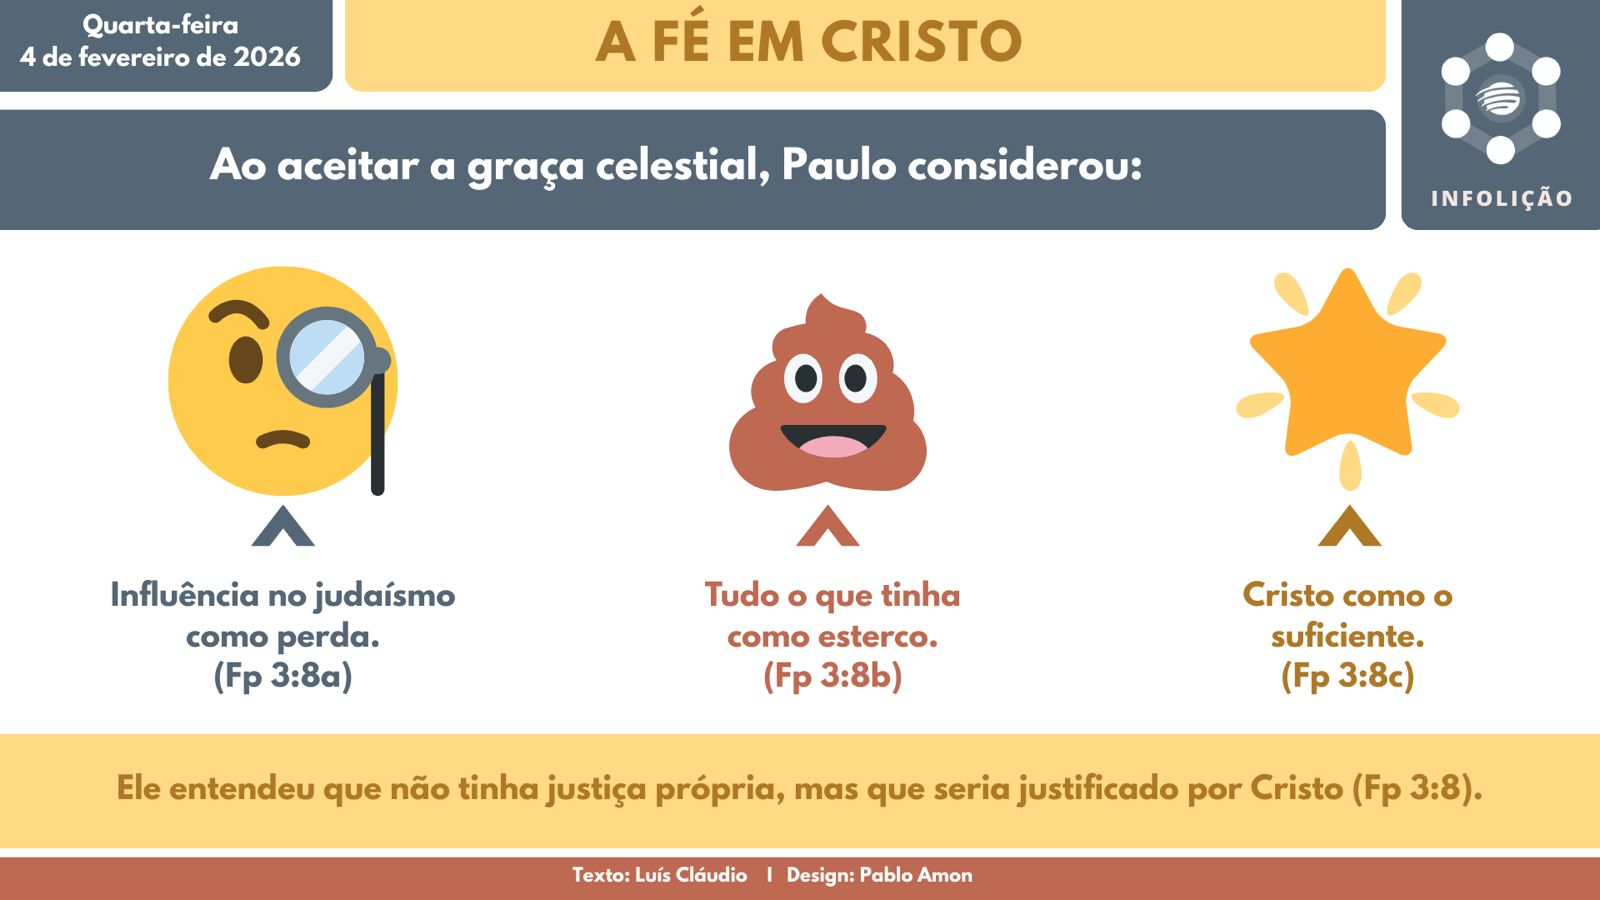 Quarta-feira
4 de fevereiro de 2026
A FÉ EM CRISTO
INFOLIÇÃO
Ao aceitar a graça celestial, Paulo considerou:
Influência no judaísmo
como perda.
(Fp 3:8a)
Tudo o que tinha
como esterco.
(Fp 3:8b)
Cristo como o
suficiente.
(Fp 3:8c)
Ele entendeu que não tinha justiça própria, mas que seria justificado por Cristo (Fp 3:8).
Texto: Luís Cláudio | Design: Pablo Amon